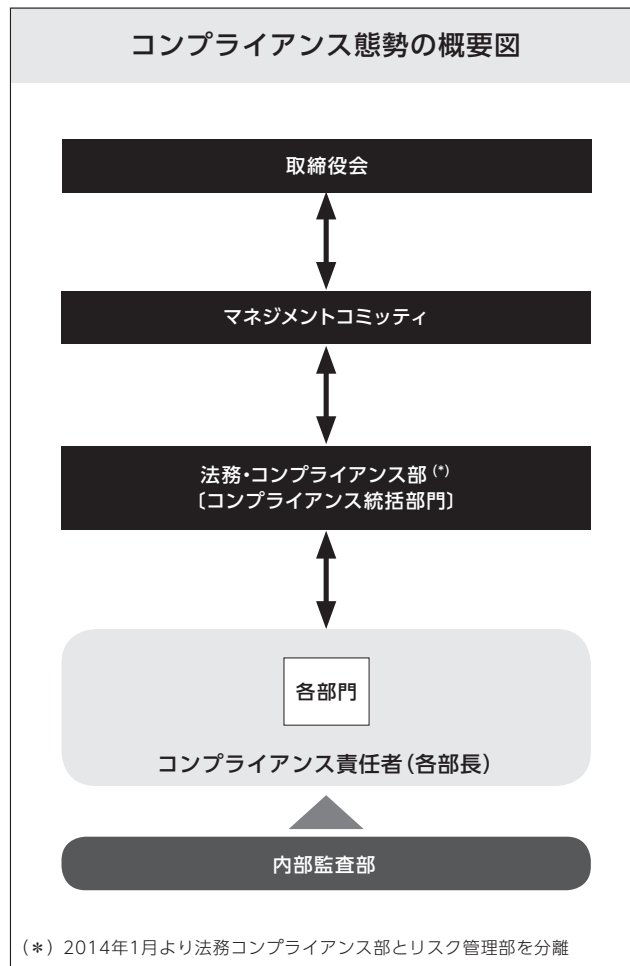 コンプライアンス態勢の概要図
取締役会
マネジメントコミッティ
法務・コンプライアンス部(*)
〔コンプライアンス統括部門〕
各部門
コンプライアンス責任者(各部長)
内部監査部
(*) 2014年1月より法務コンプライアンス部とリスク管理部を分離